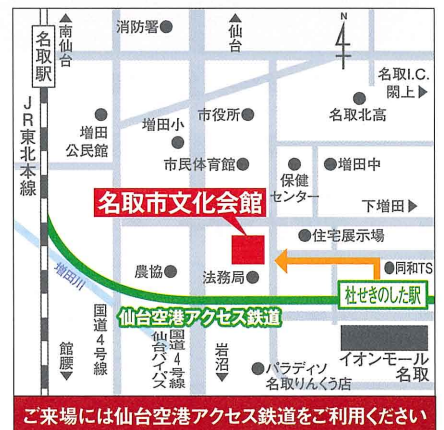 N
名取駅
南仙台
消防署
仙台
名取I.C.
閖上
JR東北本線
増田公民館
増田小
市役所
名取北高
市民体育館
保健センター
増田中
名取市文化会館
下増田
住宅展示場
増田川
農協
法務局
同和TS
杜せきのした駅
仙台空港アクセス鉄道
館腰
国道4号線
国道4号線
仙台バイパス
岩沼
パラディソ
名取りんくう店
イオンモール
名取
ご来場には仙台空港アクセス鉄道をご利用ください